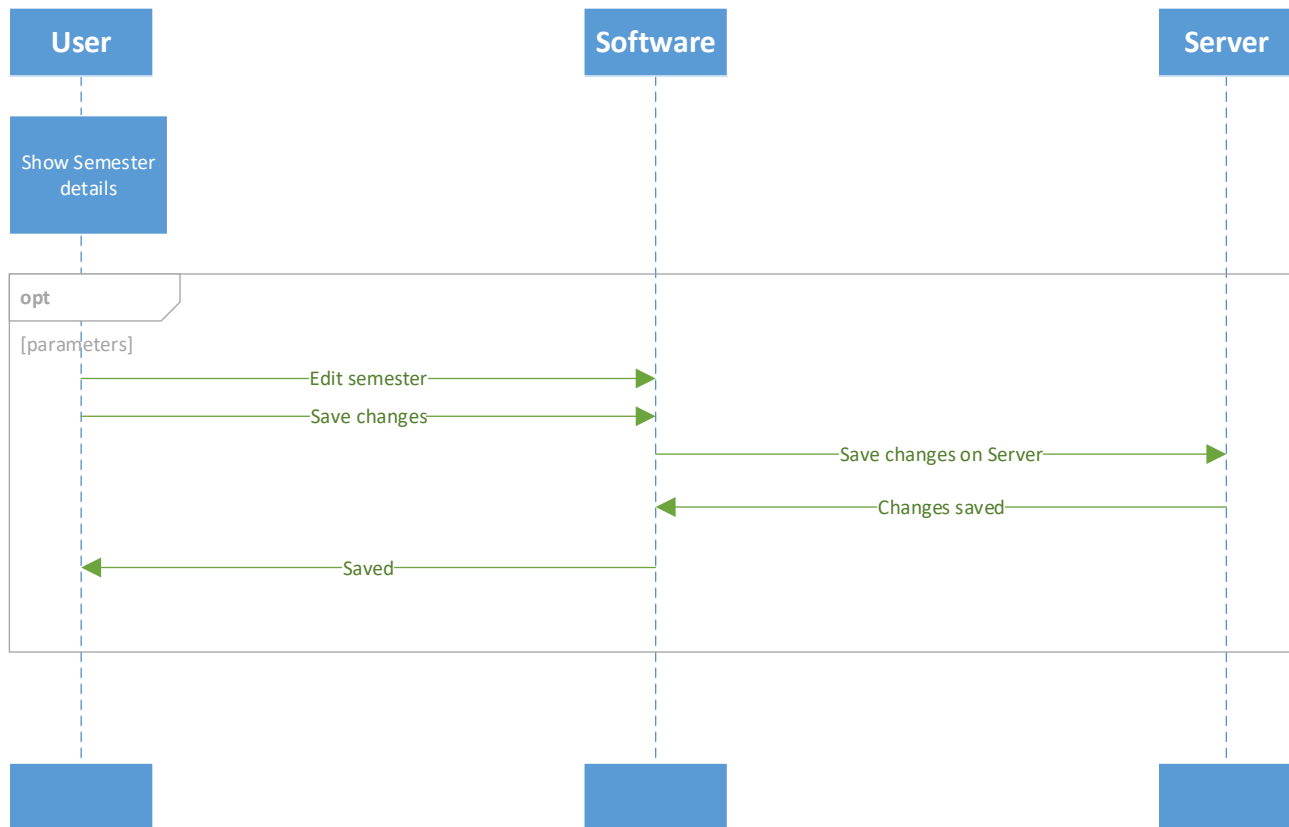 User
Software
Server
Show Semester
details
opt
[parameters]
Edit semester
Save changes
Save changes on Server
Changes saved
Saved